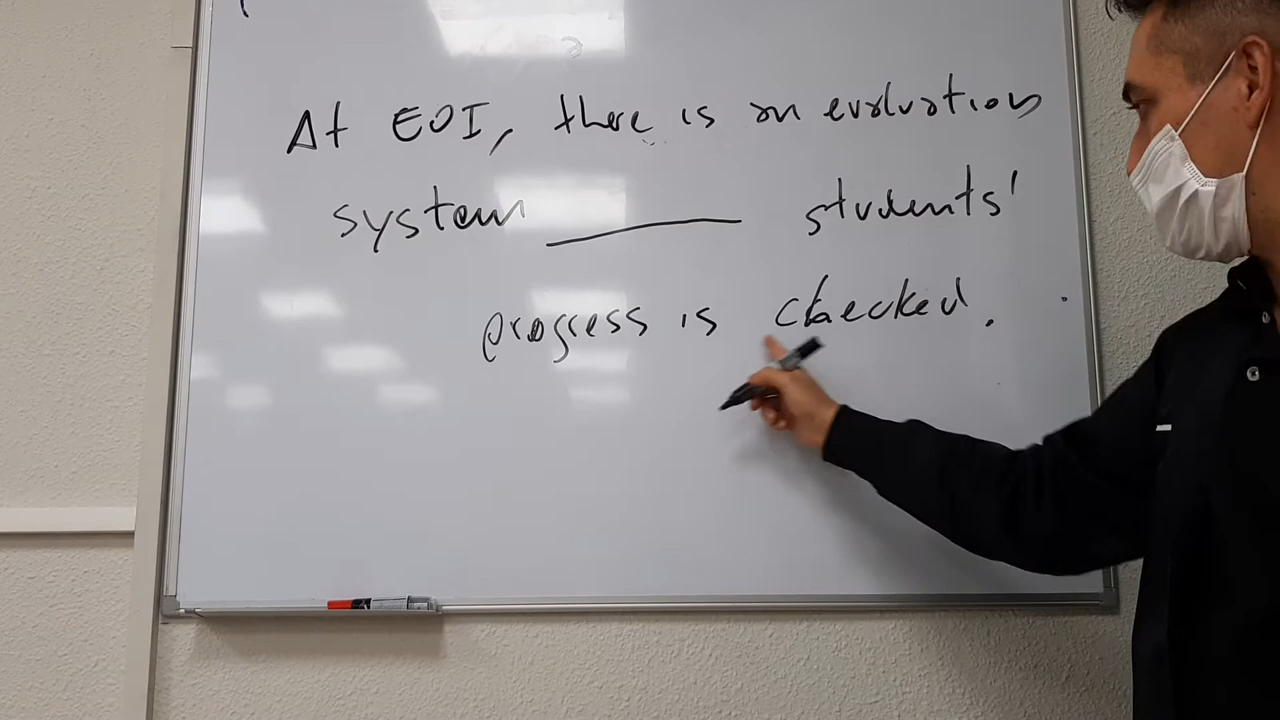 At EOI, there is an evaluation
system ______ students'
progress is checked.